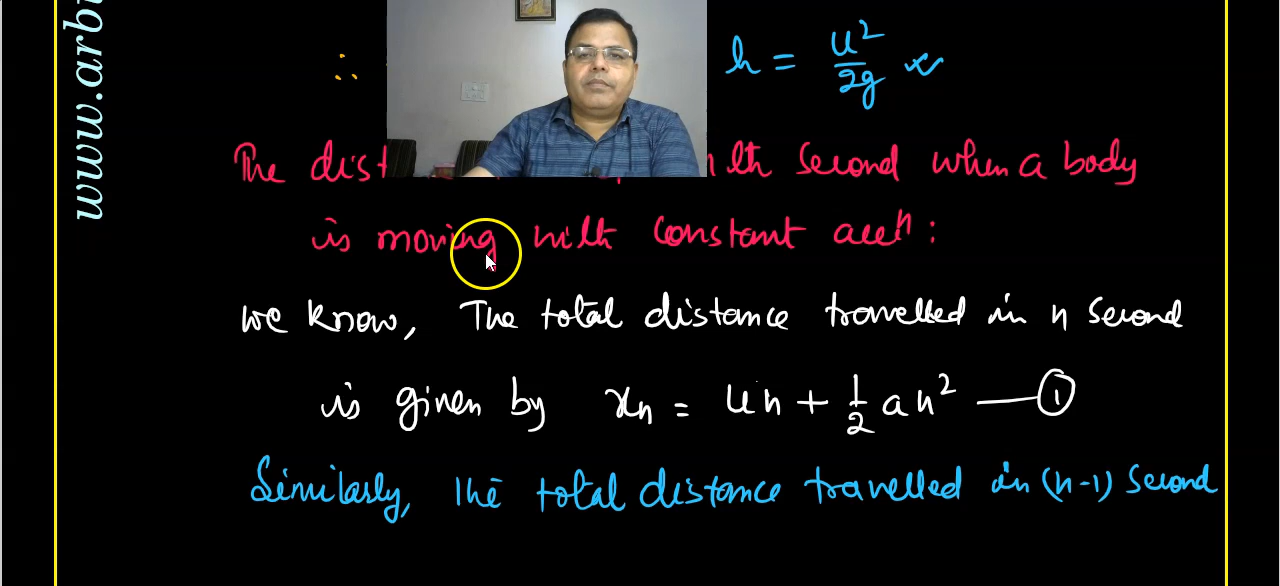 www.arb
∴ h = u²/2g
The dist nth second when a body
is moving with constant accⁿ:
we know, The total distance travelled in n second
is given by xₙ = un + ½ an² — ①
Similarly, the total distance travelled in (n-1) second